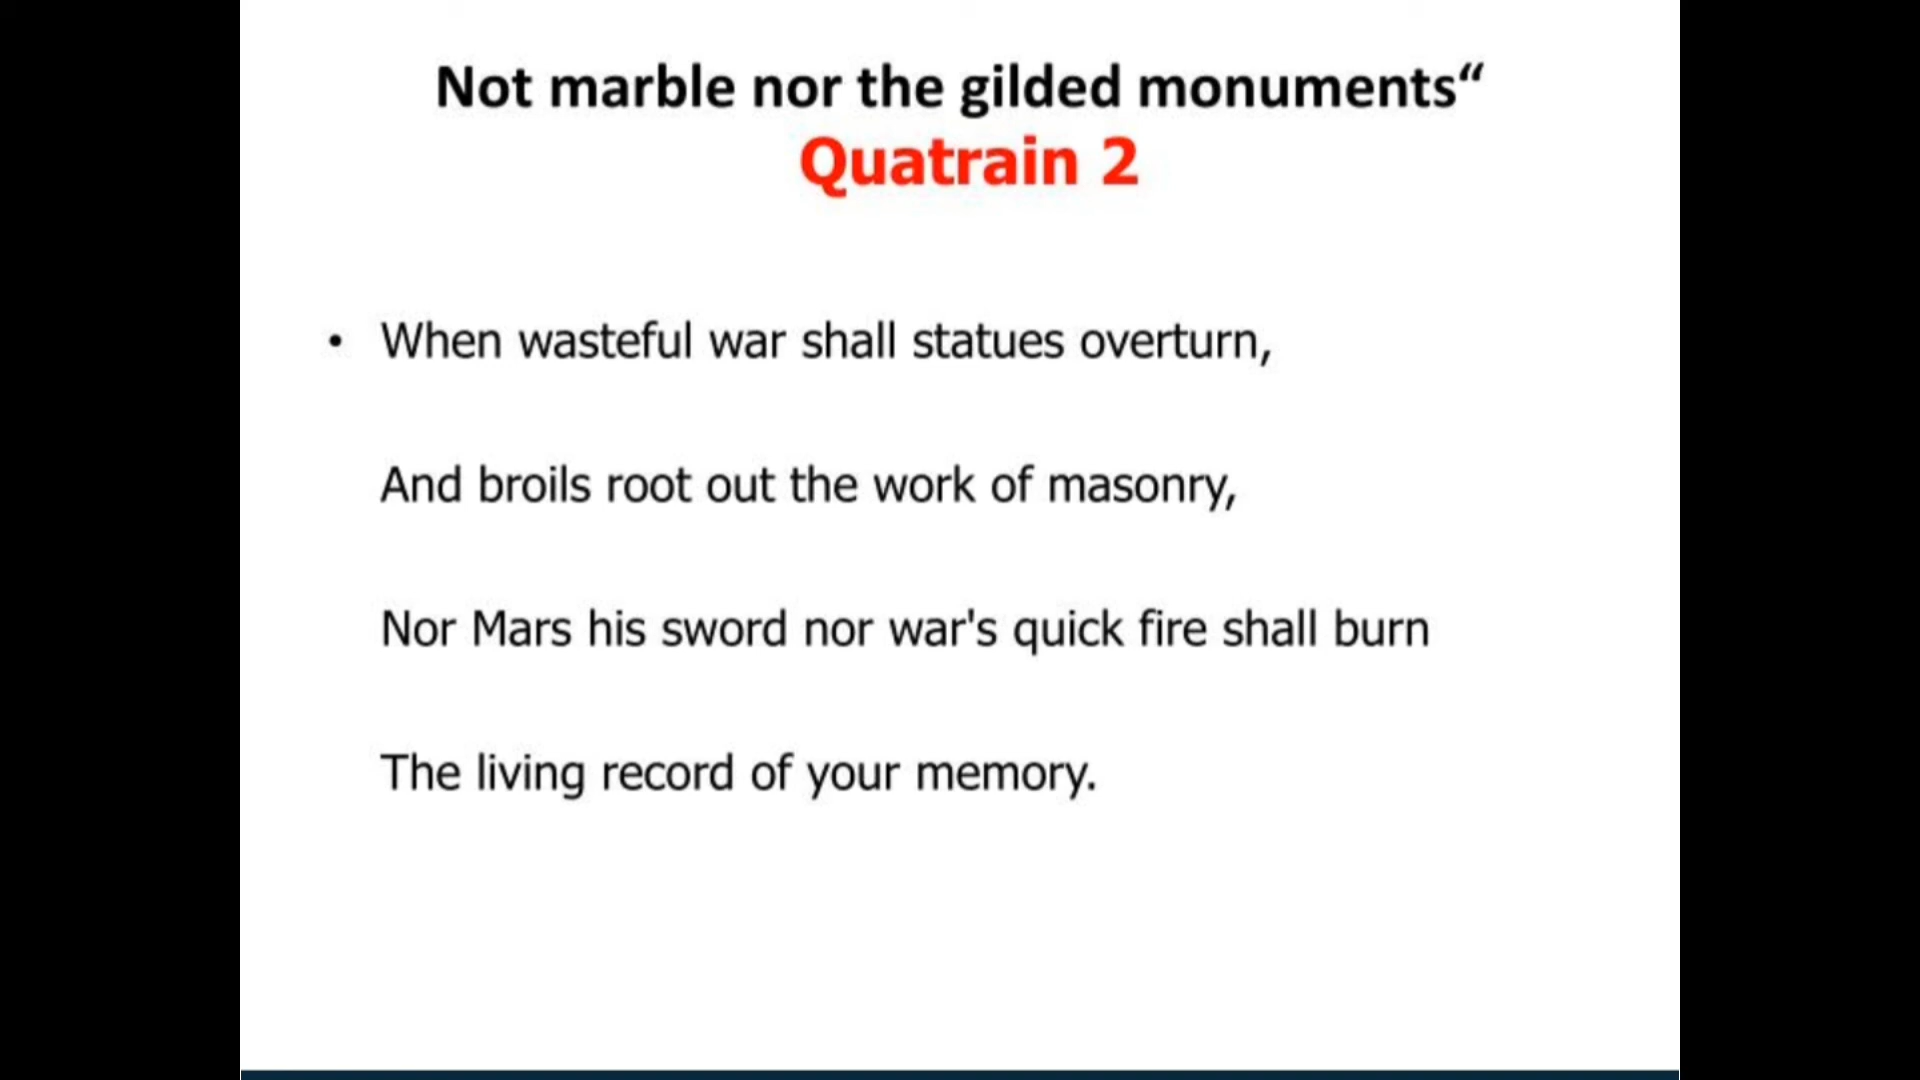 Not marble nor the gilded monuments“
Quatrain 2
• When wasteful war shall statues overturn,
And broils root out the work of masonry,
Nor Mars his sword nor war's quick fire shall burn
The living record of your memory.